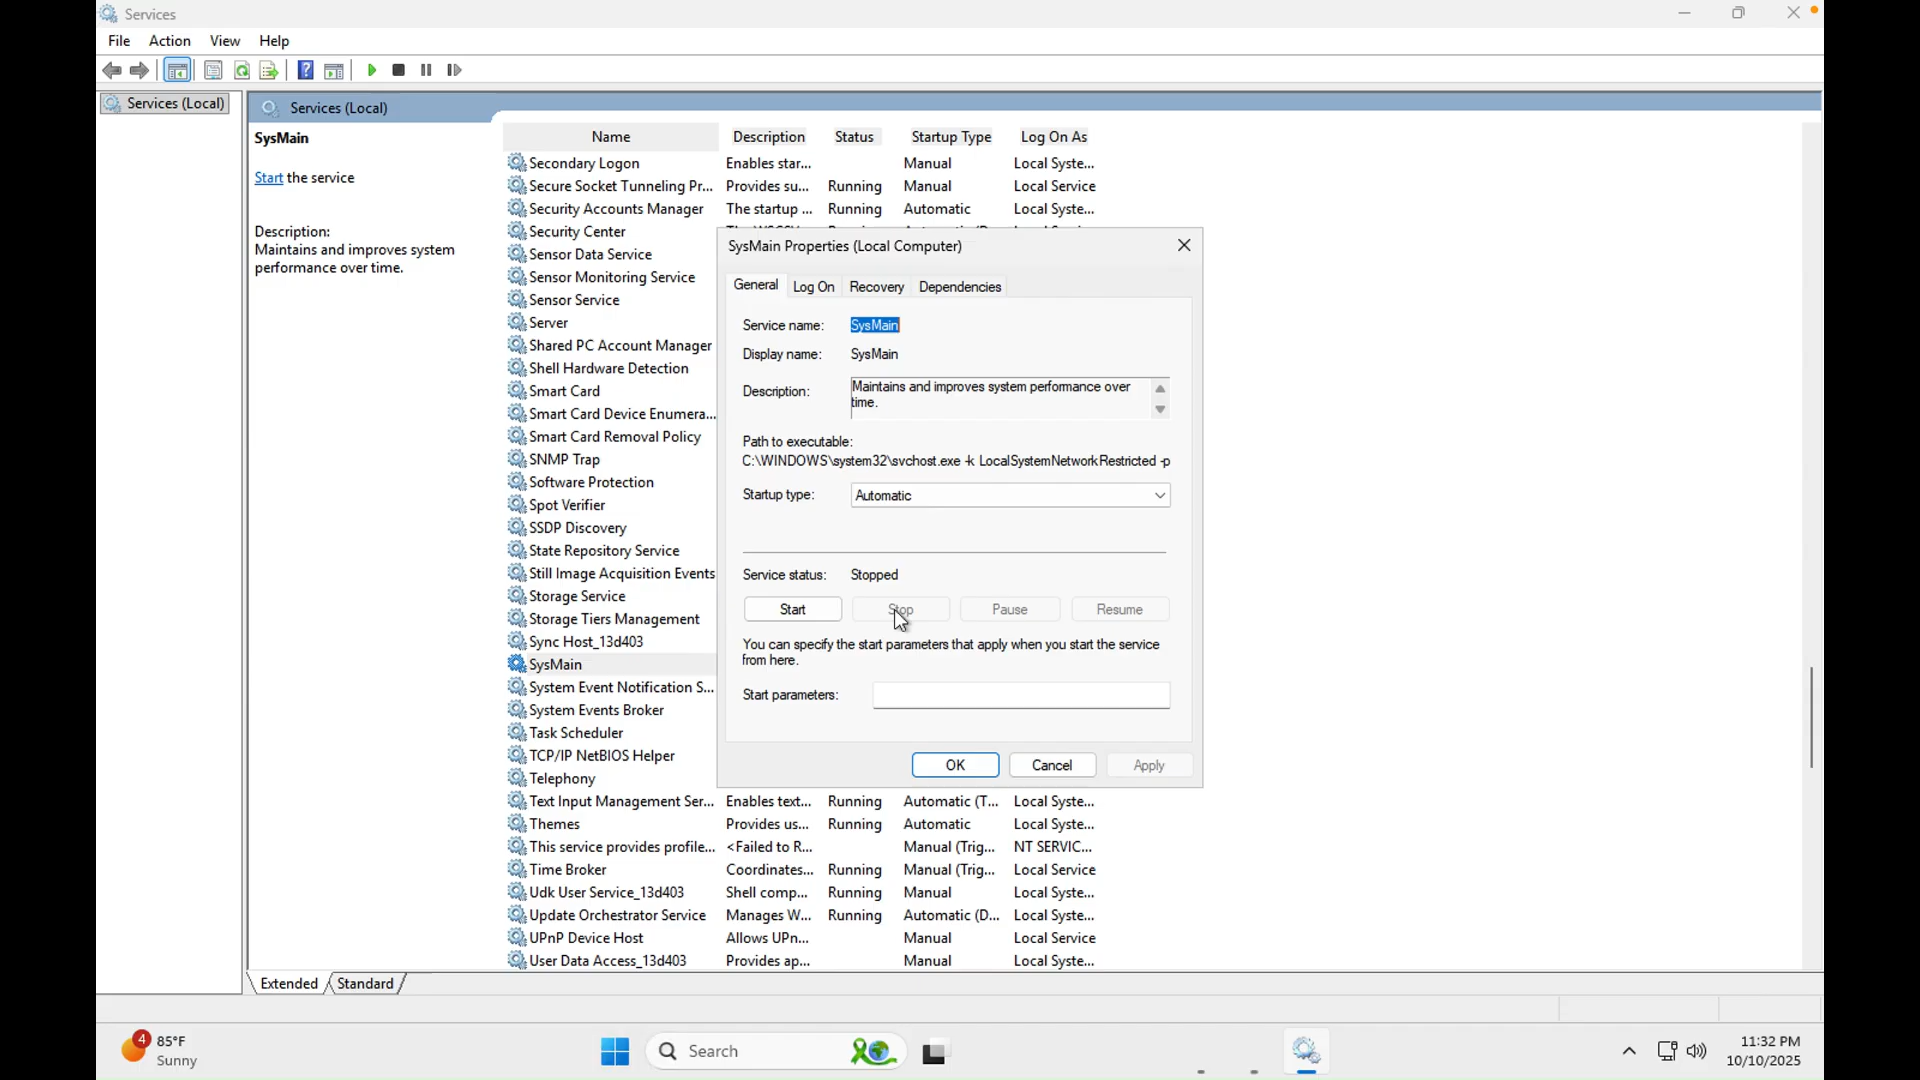 Services
File Action View Help
Services (Local)
Services (Local)
SysMain
Start the service
Description:
Maintains and improves system
performance over time.
Name Description Status Startup Type Log On As
Secondary Logon Enables star... Manual Local Syste...
Secure Socket Tunneling Pr... Provides su... Running Manual Local Service
Security Accounts Manager The startup ... Running Automatic Local Syste...
Security Center
Sensor Data Service
Sensor Monitoring Service
Sensor Service
Server
Shared PC Account Manager
Shell Hardware Detection
Smart Card
Smart Card Device Enumera...
Smart Card Removal Policy
SNMP Trap
Software Protection
Spot Verifier
SSDP Discovery
State Repository Service
Still Image Acquisition Events
Storage Service
Storage Tiers Management
Sync Host_13d403
SysMain
System Event Notification S...
System Events Broker
Task Scheduler
TCP/IP NetBIOS Helper
Telephony
Text Input Management Ser... Enables text... Running Automatic (T... Local Syste...
Themes Provides us... Running Automatic Local Syste...
This service provides profile... <Failed to R... Manual (Trig... NT SERVIC...
Time Broker Coordinates... Running Manual (Trig... Local Service
Udk User Service_13d403 Shell comp... Running Manual Local Syste...
Update Orchestrator Service Manages W... Running Automatic (D... Local Syste...
UPnP Device Host Allows UPn... Manual Local Service
User Data Access_13d403 Provides ap... Manual Local Syste...
SysMain Properties (Local Computer)
General Log On Recovery Dependencies
Service name: SysMain
Display name: SysMain
Description: Maintains and improves system performance over
time.
Path to executable:
C:\WINDOWS\system32\svchost.exe -k LocalSystemNetworkRestricted -p
Startup type: Automatic
Service status: Stopped
Start Stop Pause Resume
You can specify the start parameters that apply when you start the service
from here.
Start parameters:
OK Cancel Apply
Extended Standard
4
85°F
Sunny
Search
11:32 PM
10/10/2025